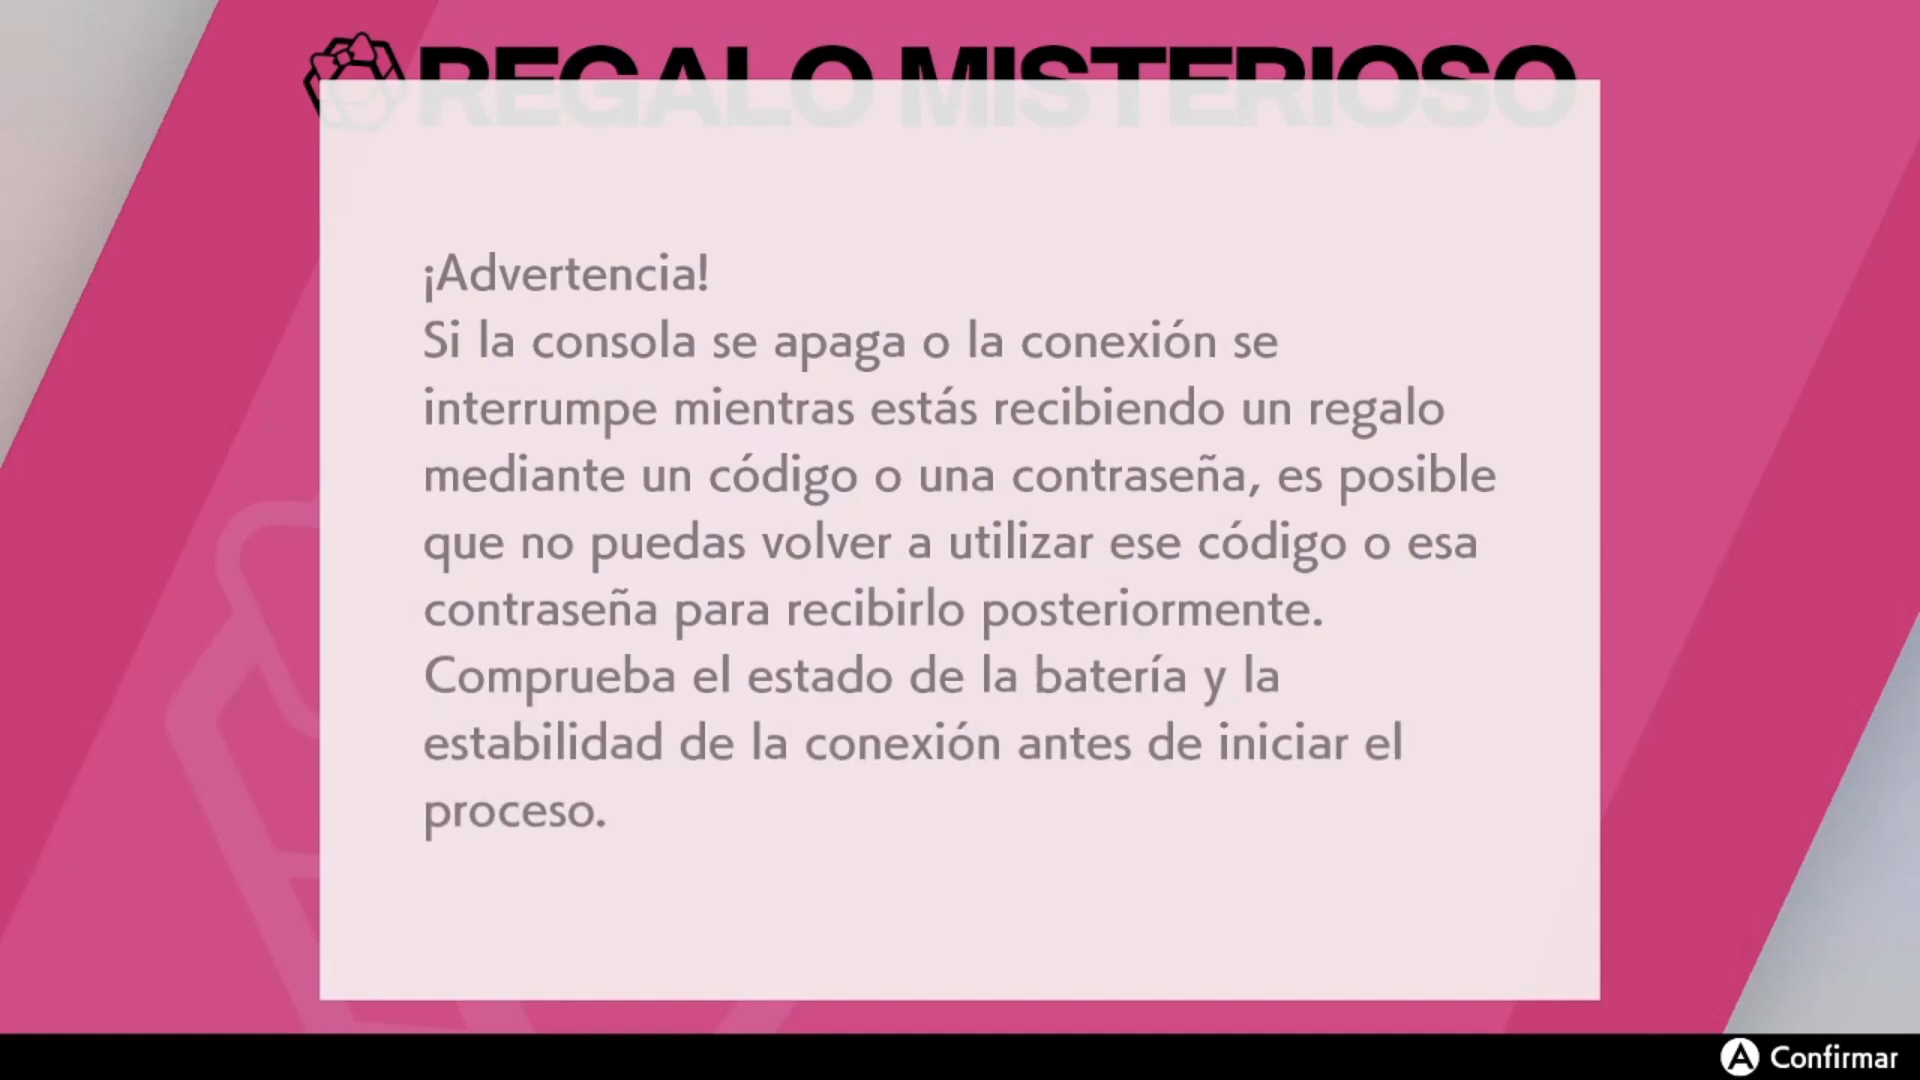 REGALO MISTERIOSO
¡Advertencia!
Si la consola se apaga o la conexión se
interrumpe mientras estás recibiendo un regalo
mediante un código o una contraseña, es posible
que no puedas volver a utilizar ese código o esa
contraseña para recibirlo posteriormente.
Comprueba el estado de la batería y la
estabilidad de la conexión antes de iniciar el
proceso.
A Confirmar